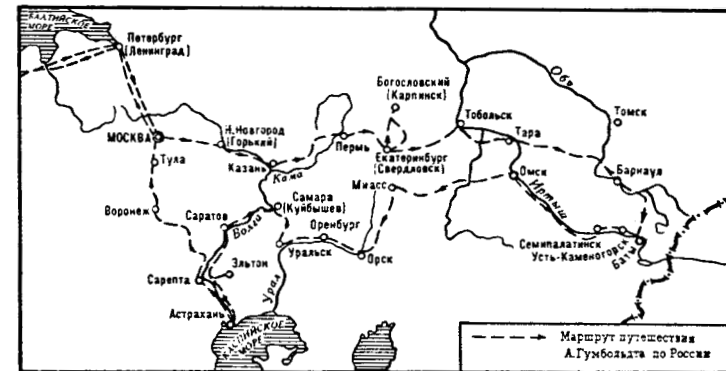 БАЛТИЙСКОЕ
МОРЕ
Петербург
(Ленинград)
Обь
Богословский
(Карпинск)
Томск
Тобольск
Н.Новгород
(Горький)
МОСКВА
Пермь
Тара
Екатеринбург
(Свердловск)
Тула
Казань
Кама
Миасс
Омск
Барнаул
Иртыш
Воронеж
Самара
(Куйбышев)
Саратов
Волга
Оренбург
Семипалатинск
Усть-Каменогорск
Баты
Уральск
Орск
Эльтон
Сарепта
Урал
Астрахань
КАСПИЙСКОЕ
МОРЕ
Маршрут путешествия
А.Гумбольдта по России